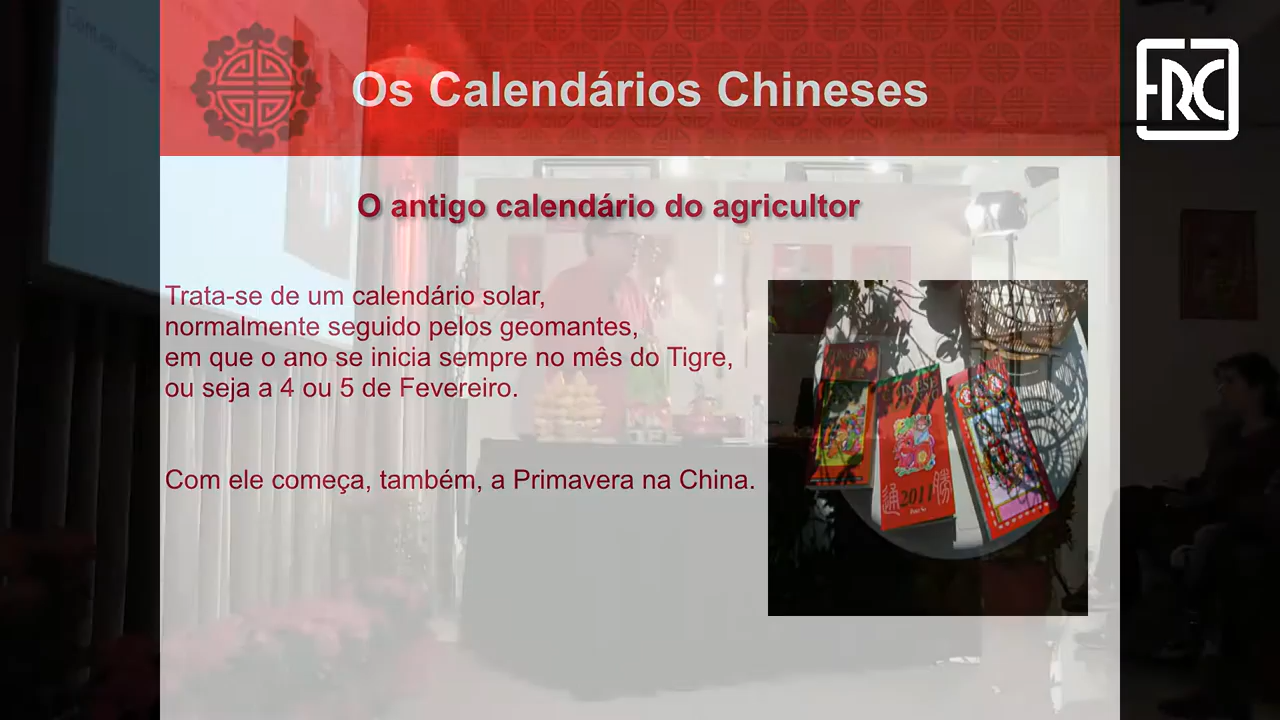 Os Calendários Chineses
FRC
O antigo calendário do agricultor
Trata-se de um calendário solar,
normalmente seguido pelos geomantes,
em que o ano se inicia sempre no mês do Tigre,
ou seja a 4 ou 5 de Fevereiro.
Com ele começa, também, a Primavera na China.
2011